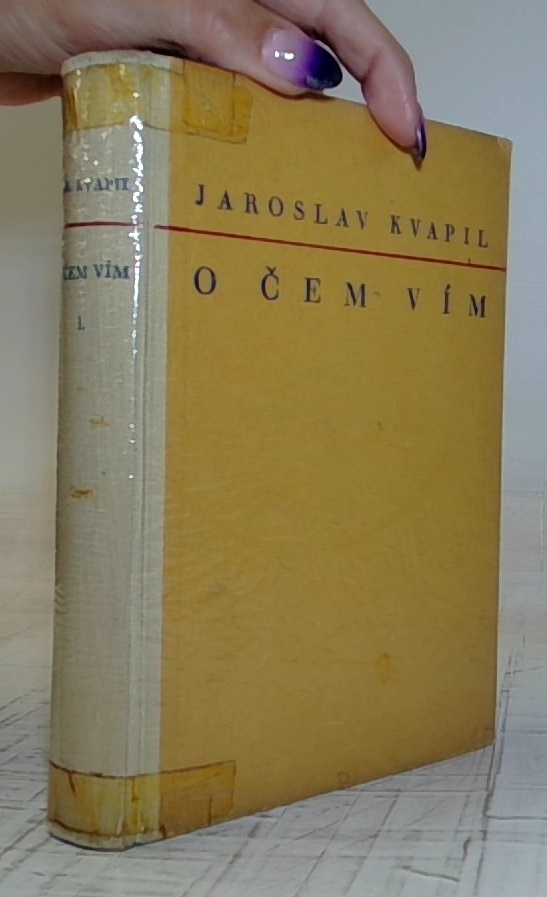 JAROSLAV KVAPIL
O ČEM VÍM
KVAPIL
ČEM VÍM
I.